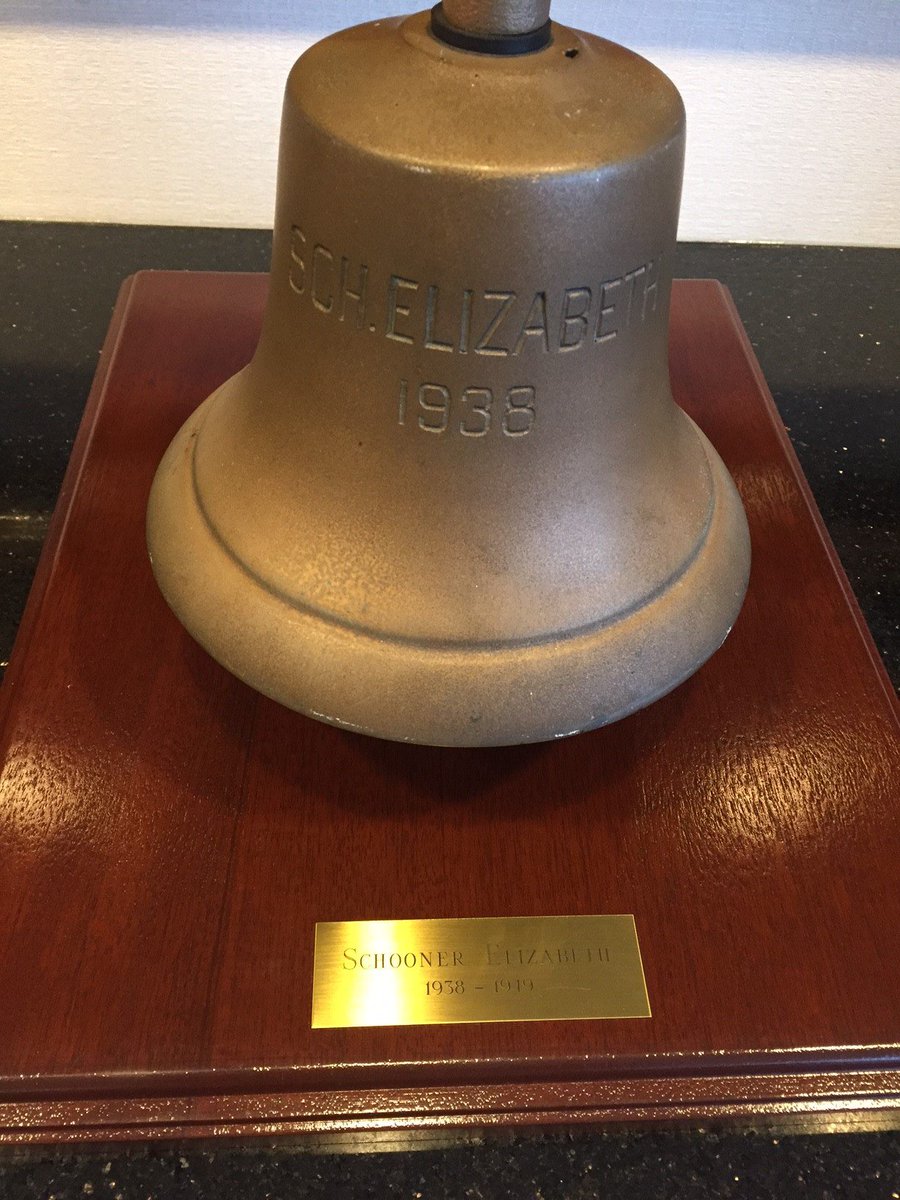 SCH. ELIZABETH
1938
SCHOONER ELIZABETH
1938 - 1949